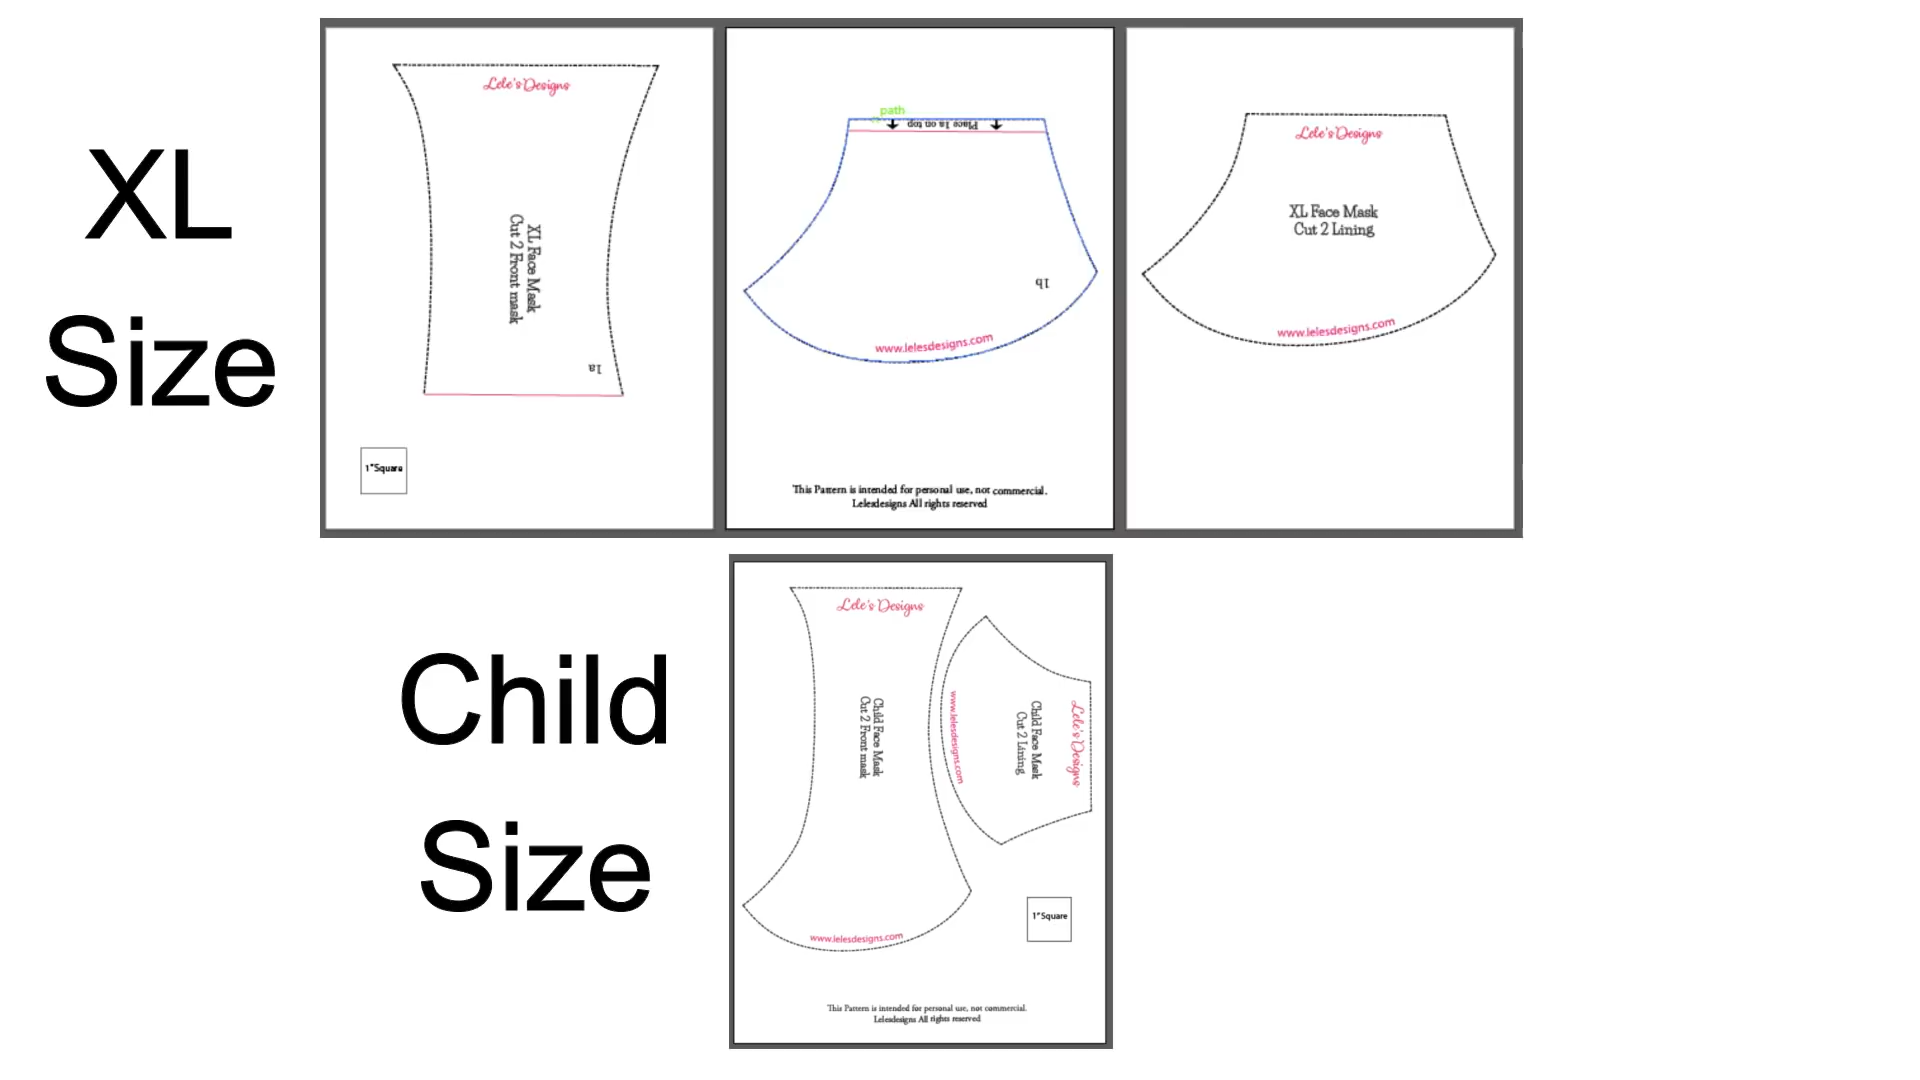 XL
Size
Lele's Designs
XL Face Mask
Cut 2 Front mask
1a
1"Square
path
Place 1a on top
1b
www.lelesdesigns.com
This Pattern is intended for personal use, not commercial.
Lelesdesigns All rights reserved
Lele's Designs
XL Face Mask
Cut 2 Lining
www.lelesdesigns.com
Child
Size
Lele's Designs
Child Face Mask
Cut 2 Front mask
www.lelesdesigns.com
www.lelesdesigns.com
Child Face Mask
Cut 2 Lining
Lele's Designs
1"Square
This Pattern is intended for personal use, not commercial.
Lelesdesigns All rights reserved